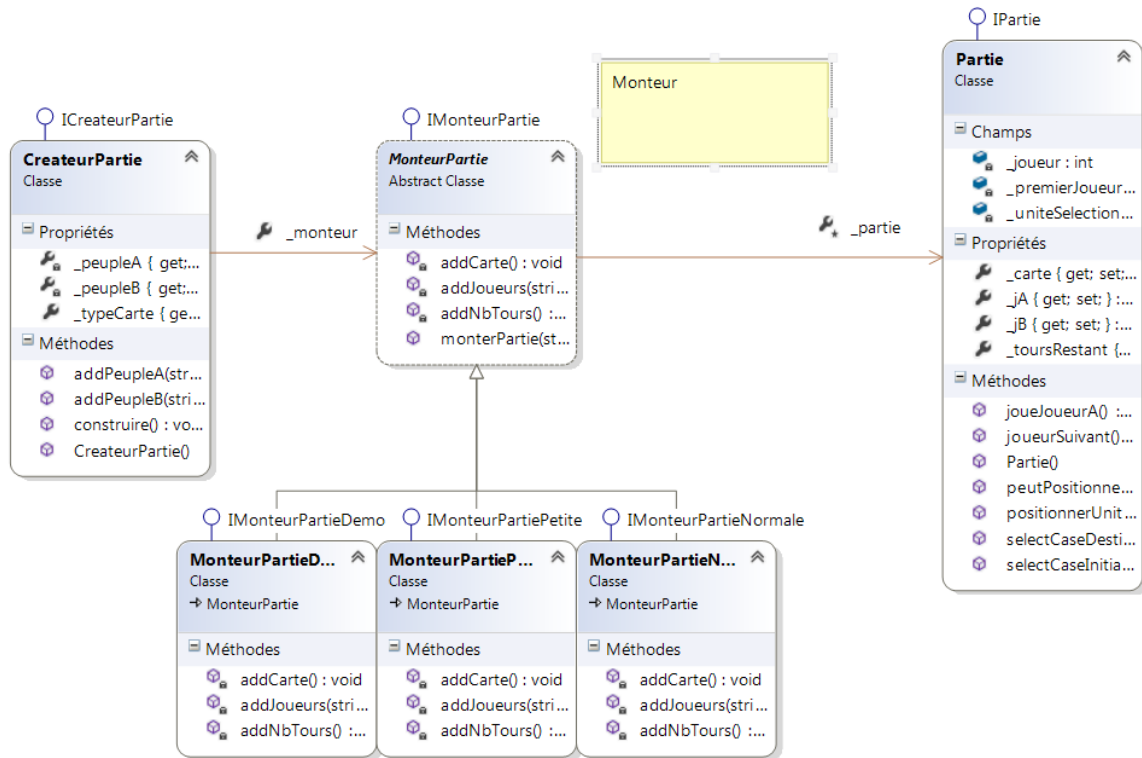 ICreateurPartie
CreateurPartie
Classe
Propriétés
_peupleA { get;...
_peupleB { get;...
_typeCarte { ge...
Méthodes
addPeupleA(str...
addPeupleB(stri...
construire() : vo...
CreateurPartie()
_monteur
IMonteurPartie
MonteurPartie
Abstract Classe
Méthodes
addCarte() : void
addJoueurs(stri...
addNbTours() :...
monterPartie(st...
Monteur
_partie
IPartie
Partie
Classe
Champs
_joueur : int
_premierJoueur...
_uniteSelection...
Propriétés
_carte { get; set;...
_jA { get; set; } :...
_jB { get; set; } :...
_toursRestant {...
Méthodes
joueJoueurA() :...
joueurSuivant()...
Partie()
peutPositionne...
positionnerUnit...
selectCaseDesti...
selectCaseInitia...
IMonteurPartieDemo
MonteurPartieD...
Classe
MonteurPartie
Méthodes
addCarte() : void
addJoueurs(stri...
addNbTours() :...
IMonteurPartiePetite
MonteurPartieP...
Classe
MonteurPartie
Méthodes
addCarte() : void
addJoueurs(stri...
addNbTours() :...
IMonteurPartieNormale
MonteurPartieN...
Classe
MonteurPartie
Méthodes
addCarte() : void
addJoueurs(stri...
addNbTours() :...